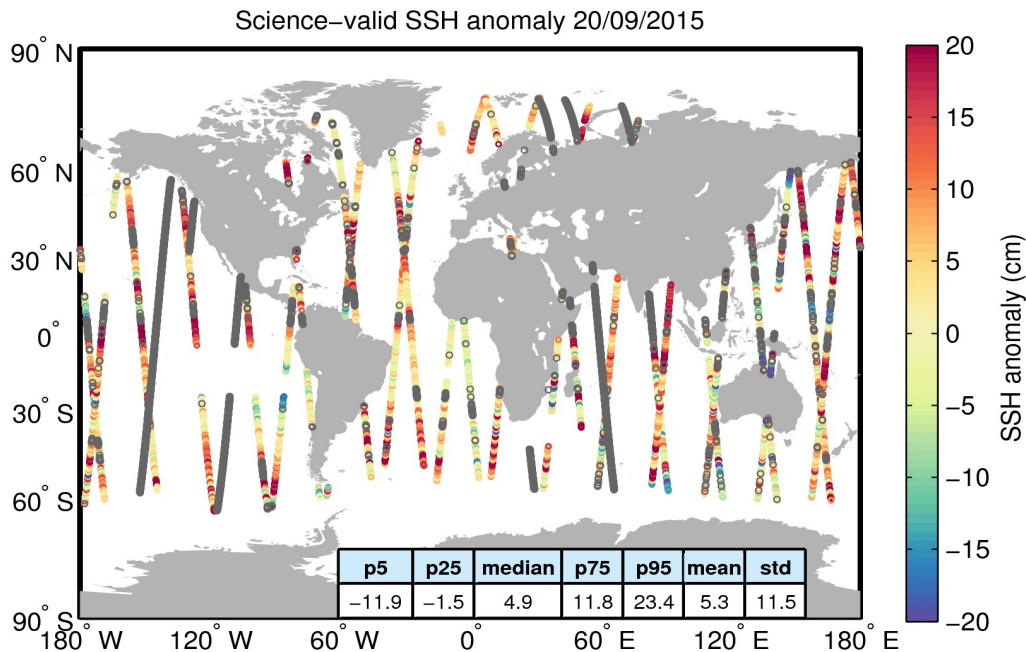 Science−valid SSH anomaly 20/09/2015
90° N
60° N
30° N
0°
30° S
60° S
90° S
180° W 120° W 60° W 0° 60° E 120° E 180° E
p5 p25 median p75 p95 mean std
−11.9 −1.5 4.9 11.8 23.4 5.3 11.5
20
15
10
5
0
−5
−10
−15
−20
SSH anomaly (cm)